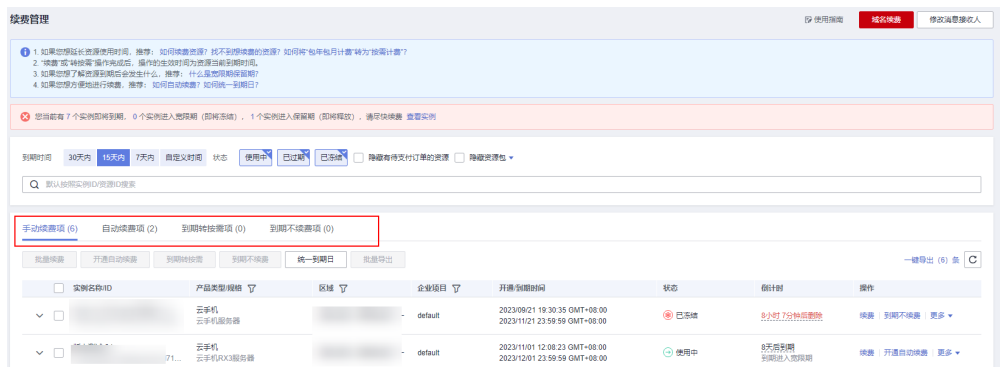 续费管理
使用指南
域名续费
修改消息接收人
1. 如果您想延长资源使用时间，推荐： 如何续费资源？找不到想续费的资源？如何将“包年包月计费”转为“按需计费”？
2. “续费”或“转按需”操作完成后，操作的生效时间为资源当前到期时间。
3. 如果您想了解资源到期后会发生什么，推荐： 什么是宽限期保留期？
4. 如果您想方便地进行续费，推荐： 如何自动续费？如何统一到期日？
您当前有 7 个实例即将到期， 0 个实例进入宽限期（即将冻结）， 1 个实例进入保留期（即将释放），请尽快续费 查看实例
到期时间 30天内 15天内 7天内 自定义时间 状态 使用中 已过期 已冻结 隐藏有待支付订单的资源 隐藏资源包
默认按照实例ID/资源ID搜索
手动续费项 (6) 自动续费项 (2) 到期转按需项 (0) 到期不续费项 (0)
批量续费 开通自动续费 到期转按需 到期不续费 统一到期日 批量导出 一键导出（6）条
实例名称/ID 产品类型/规格 区域 企业项目 开通/到期时间 状态 倒计时 操作
云手机 2023/09/21 19:30:35 GMT+08:00
- default 已冻结 8小时 7分钟后删除 续费 到期不续费 更多
云手机服务器 2023/11/21 23:59:59 GMT+08:00
云手机 2023/11/01 12:08:23 GMT+08:00 8天后到期
- default 使用中 续费 开通自动续费 更多
71... 云手机RX3服务器 2023/12/01 23:59:59 GMT+08:00 到期进入宽限期